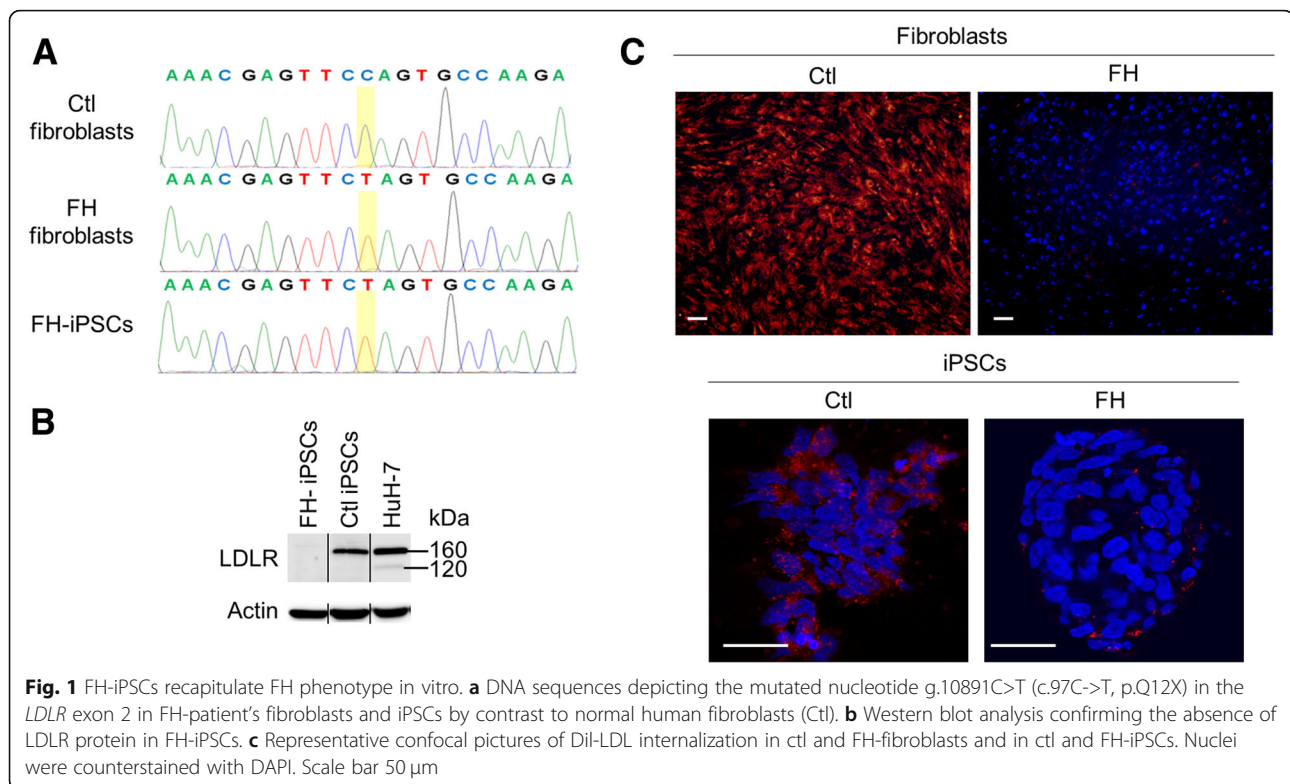 A
A A A C G A G T T C C A G T G C C A A G A
Ctl
fibroblasts
A A A C G A G T T C T A G T G C C A A G A
FH
fibroblasts
A A A C G A G T T C T A G T G C C A A G A
FH-iPSCs
B
FH- iPSCs
Ctl iPSCs
HuH-7
kDa
LDLR
160
120
Actin
C
Fibroblasts
Ctl
FH
iPSCs
Ctl
FH
Fig. 1 FH-iPSCs recapitulate FH phenotype in vitro. a DNA sequences depicting the mutated nucleotide g.10891C>T (c.97C->T, p.Q12X) in the
LDLR exon 2 in FH-patient's fibroblasts and iPSCs by contrast to normal human fibroblasts (Ctl). b Western blot analysis confirming the absence of
LDLR protein in FH-iPSCs. c Representative confocal pictures of Dil-LDL internalization in ctl and FH-fibroblasts and in ctl and FH-iPSCs. Nuclei
were counterstained with DAPI. Scale bar 50 μm